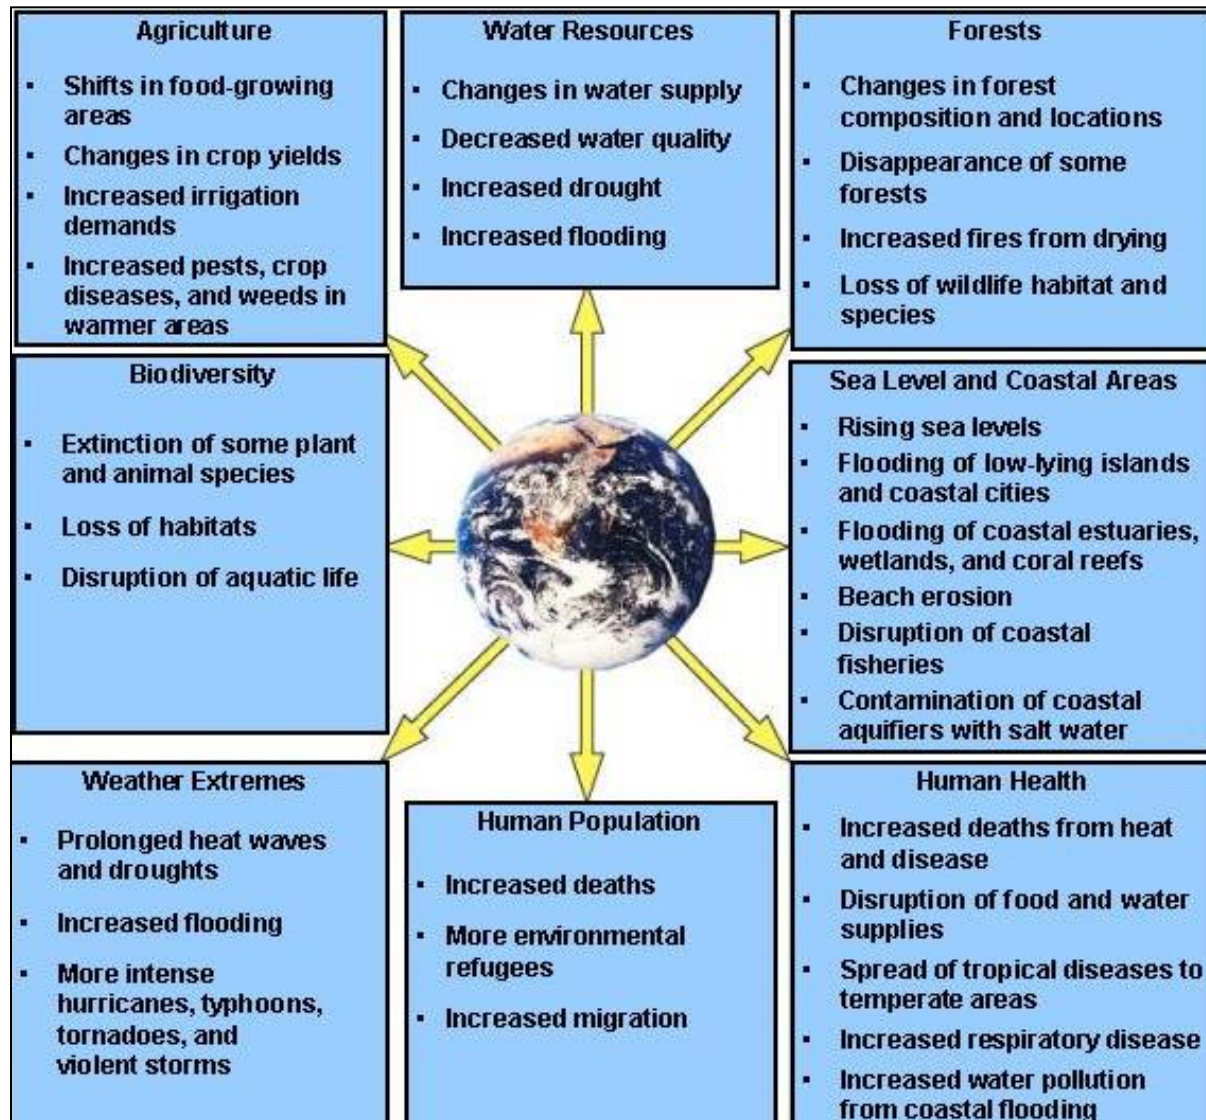 Agriculture
▪ Shifts in food-growing
areas
▪ Changes in crop yields
▪ Increased irrigation
demands
▪ Increased pests, crop
diseases, and weeds in
warmer areas
Water Resources
▪ Changes in water supply
▪ Decreased water quality
▪ Increased drought
▪ Increased flooding
Forests
▪ Changes in forest
composition and locations
▪ Disappearance of some
forests
▪ Increased fires from drying
▪ Loss of wildlife habitat and
species
Biodiversity
▪ Extinction of some plant
and animal species
▪ Loss of habitats
▪ Disruption of aquatic life
Sea Level and Coastal Areas
▪ Rising sea levels
▪ Flooding of low-lying islands
and coastal cities
▪ Flooding of coastal estuaries,
wetlands, and coral reefs
▪ Beach erosion
▪ Disruption of coastal
fisheries
▪ Contamination of coastal
aquifiers with salt water
Weather Extremes
▪ Prolonged heat waves
and droughts
▪ Increased flooding
▪ More intense
hurricanes, typhoons,
tornadoes, and
violent storms
Human Population
▪ Increased deaths
▪ More environmental
refugees
▪ Increased migration
Human Health
▪ Increased deaths from heat
and disease
▪ Disruption of food and water
supplies
▪ Spread of tropical diseases to
temperate areas
▪ Increased respiratory disease
▪ Increased water pollution
from coastal flooding